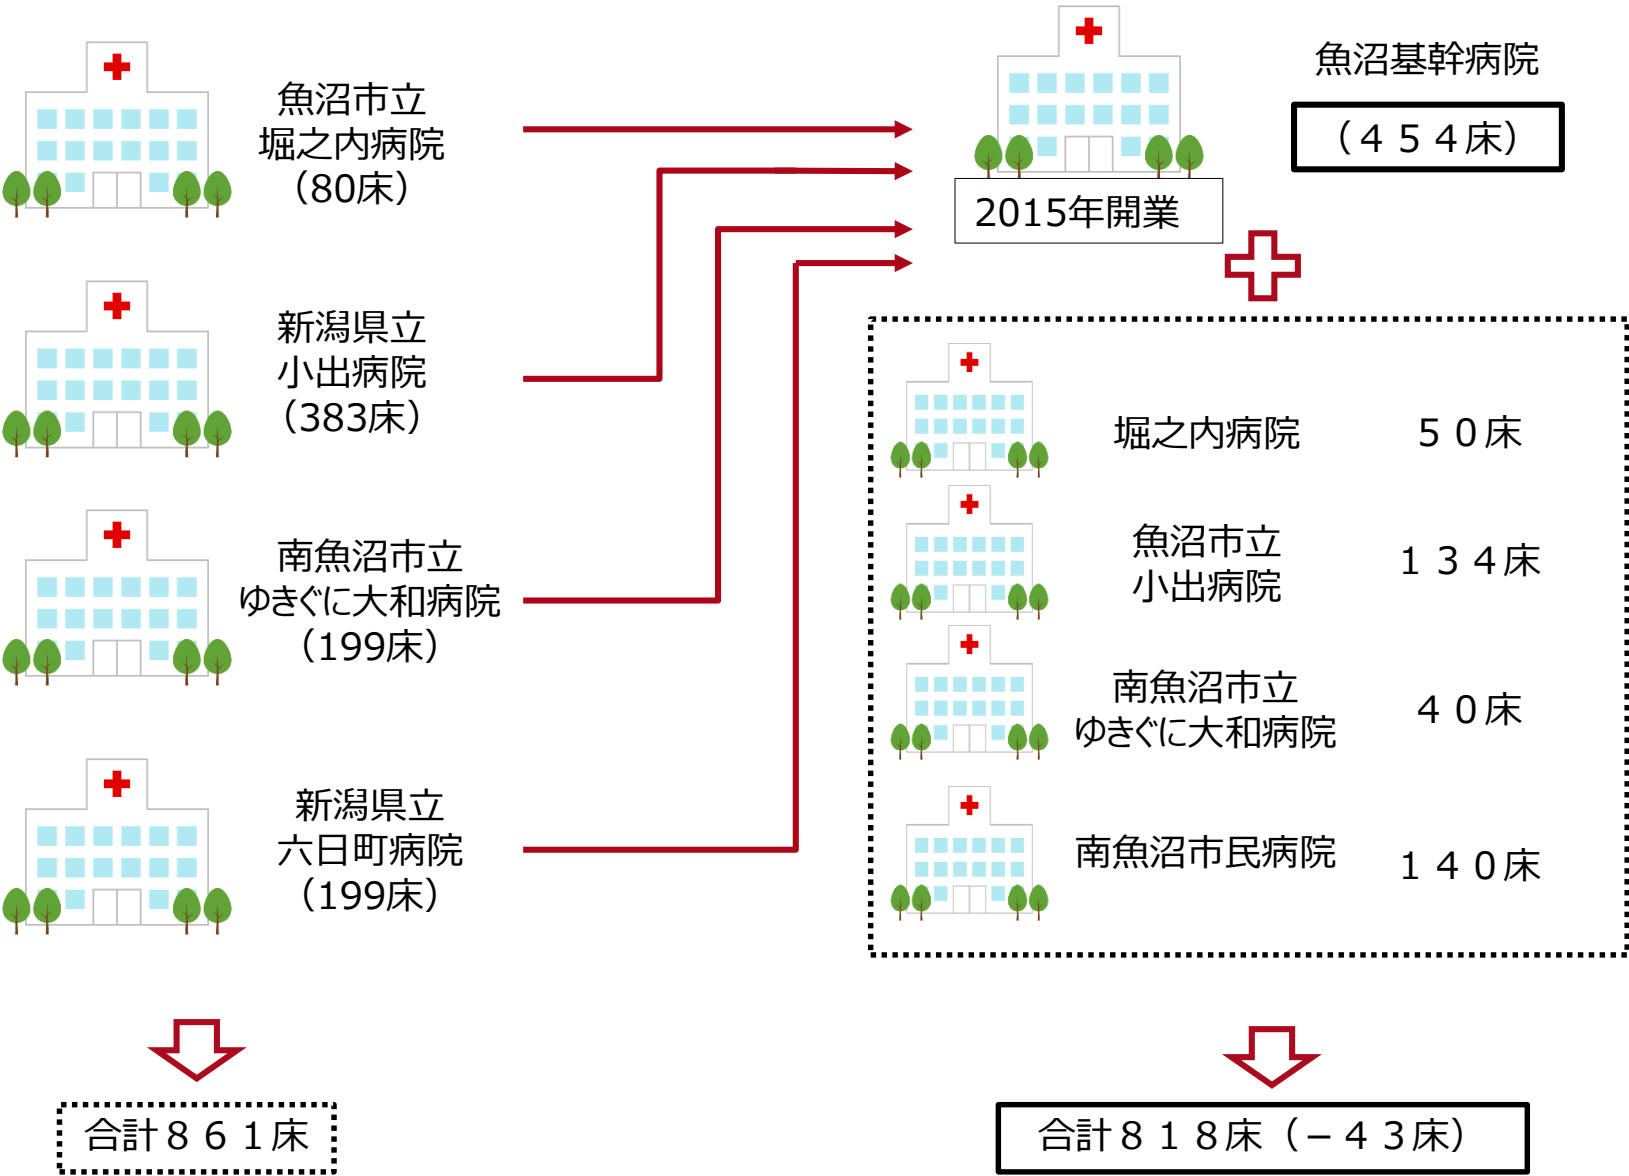 魚沼市立
堀之内病院
（80床）
新潟県立
小出病院
（383床）
南魚沼市立
ゆきぐに大和病院
（199床）
新潟県立
六日町病院
（199床）
合計８６１床
魚沼基幹病院
（４５４床）
2015年開業
堀之内病院　５０床
魚沼市立
小出病院　１３４床
南魚沼市立
ゆきぐに大和病院　４０床
南魚沼市民病院　１４０床
合計８１８床（－４３床）